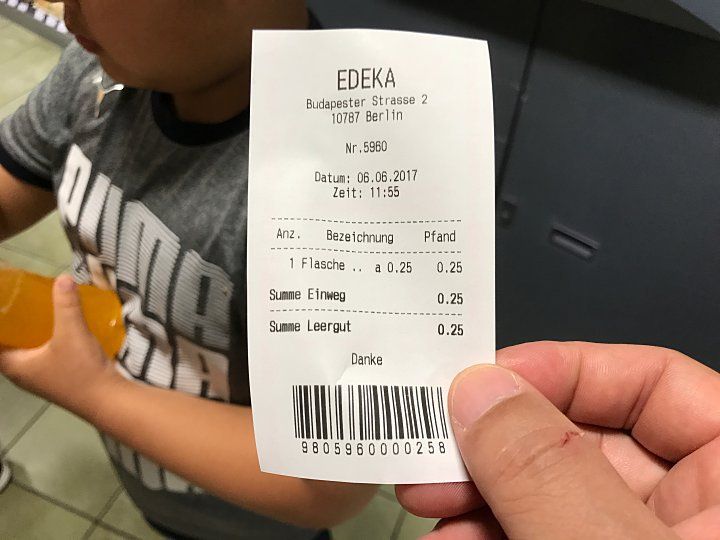 EDEKA
Budapester Strasse 2
10787 Berlin
Nr.5960
Datum: 06.06.2017
Zeit: 11:55
Anz. Bezeichnung Pfand
1 Flasche .. a 0.25 0.25
Summe Einweg 0.25
Summe Leergut 0.25
Danke
9805960000258
PUMA